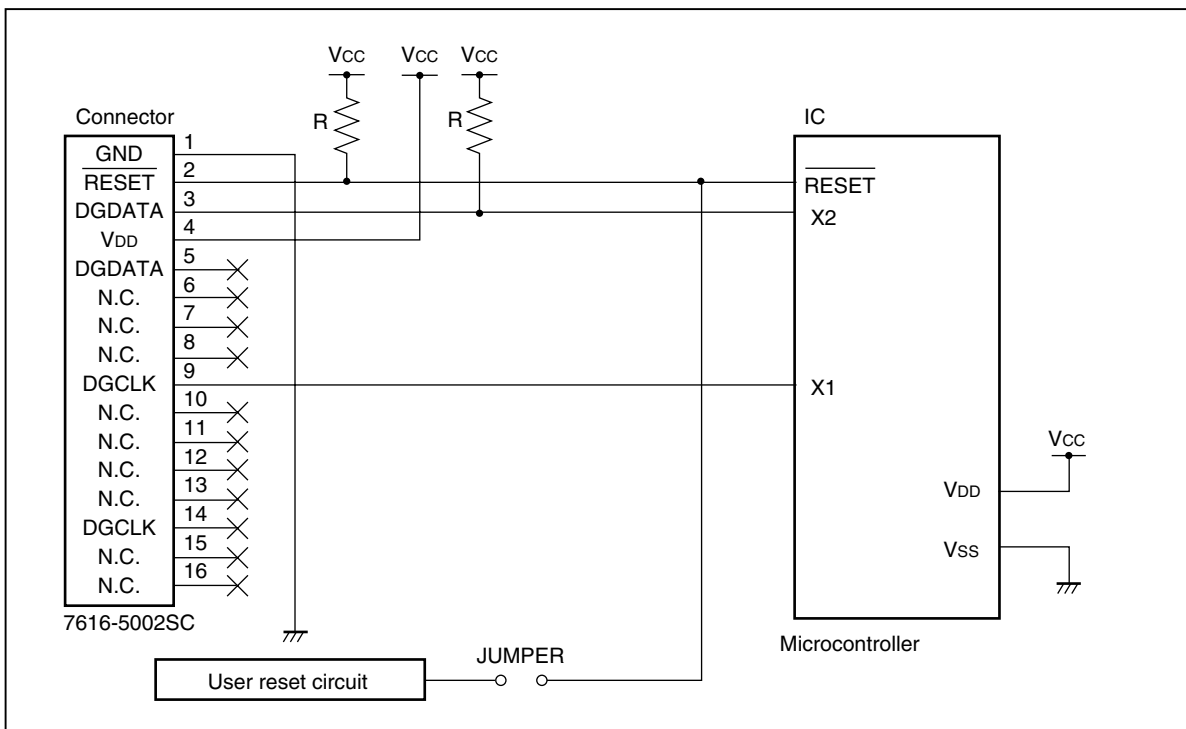 VCC VCC VCC
Connector
R R
IC
GND 1
RESET 2
RESET
DGDATA 3
X2
VDD 4
DGDATA 5
N.C. 6
N.C. 7
N.C. 8
DGCLK 9
X1
N.C. 10
N.C. 11
N.C. 12
N.C. 13
DGCLK 14
N.C. 15
N.C. 16
VCC
VDD
VSS
7616-5002SC
Microcontroller
JUMPER
User reset circuit